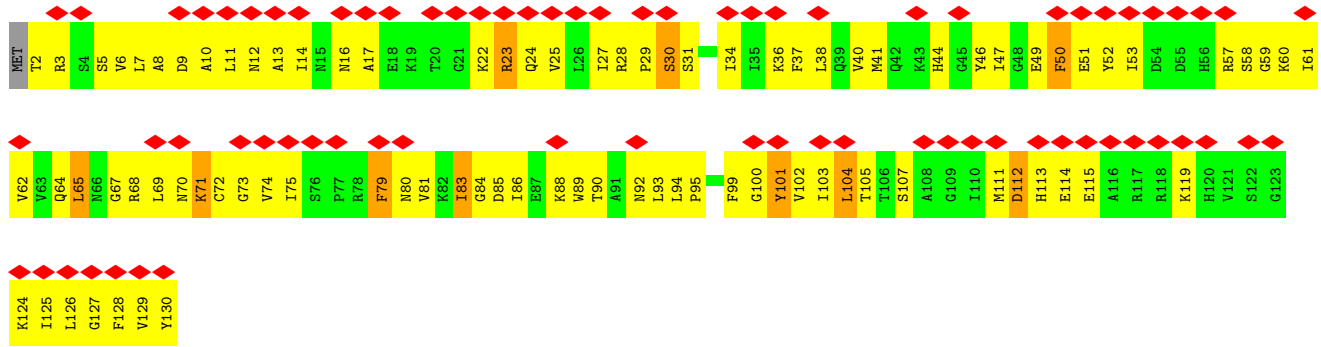 MET T2 R3 S4 S5 V6 L7 A8 D9 A10 L11 N12 A13 I14 N15 N16 A17 E18 K19 T20 G21 K22 R23 Q24 V25 L26 I27 R28 P29 S30 S31 I34 I35 K36 F37 L38 Q39 V40 M41 Q42 K43 H44 G45 Y46 I47 G48 E49 F50 E51 Y52 I53 D54 D55 H56 R57 S58 G59 K60 I61
V62 V63 Q64 L65 N66 G67 R68 L69 N70 K71 C72 G73 V74 I75 S76 P77 R78 F79 N80 V81 K82 I83 G84 D85 I86 E87 K88 W89 T90 A91 N92 L93 L94 P95 F99 G100 Y101 V102 I103 L104 T105 T106 S107 A108 G109 I110 M111 D112 H113 E114 E115 A116 R117 R118 K119 H120 V121 S122 G123
K124 I125 L126 G127 F128 V129 Y130